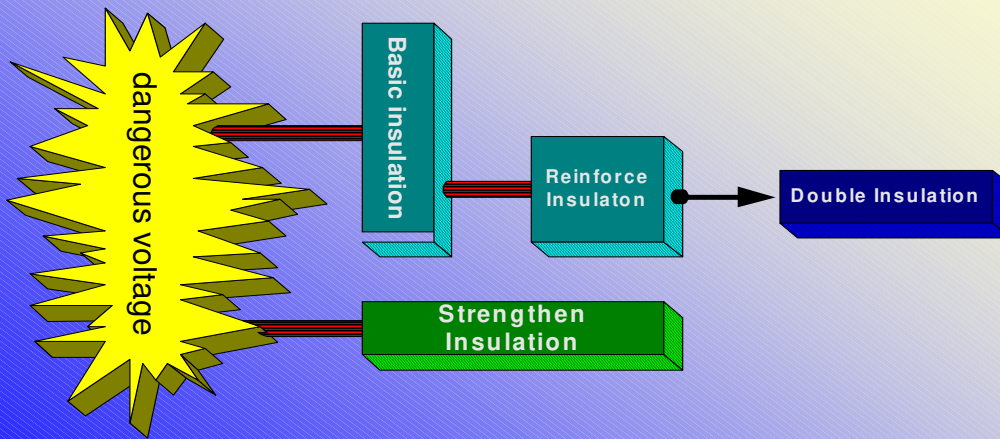 dangerous voltage
Basic insulation
Reinforce
Insulaton
Double Insulation
Strengthen
Insulation